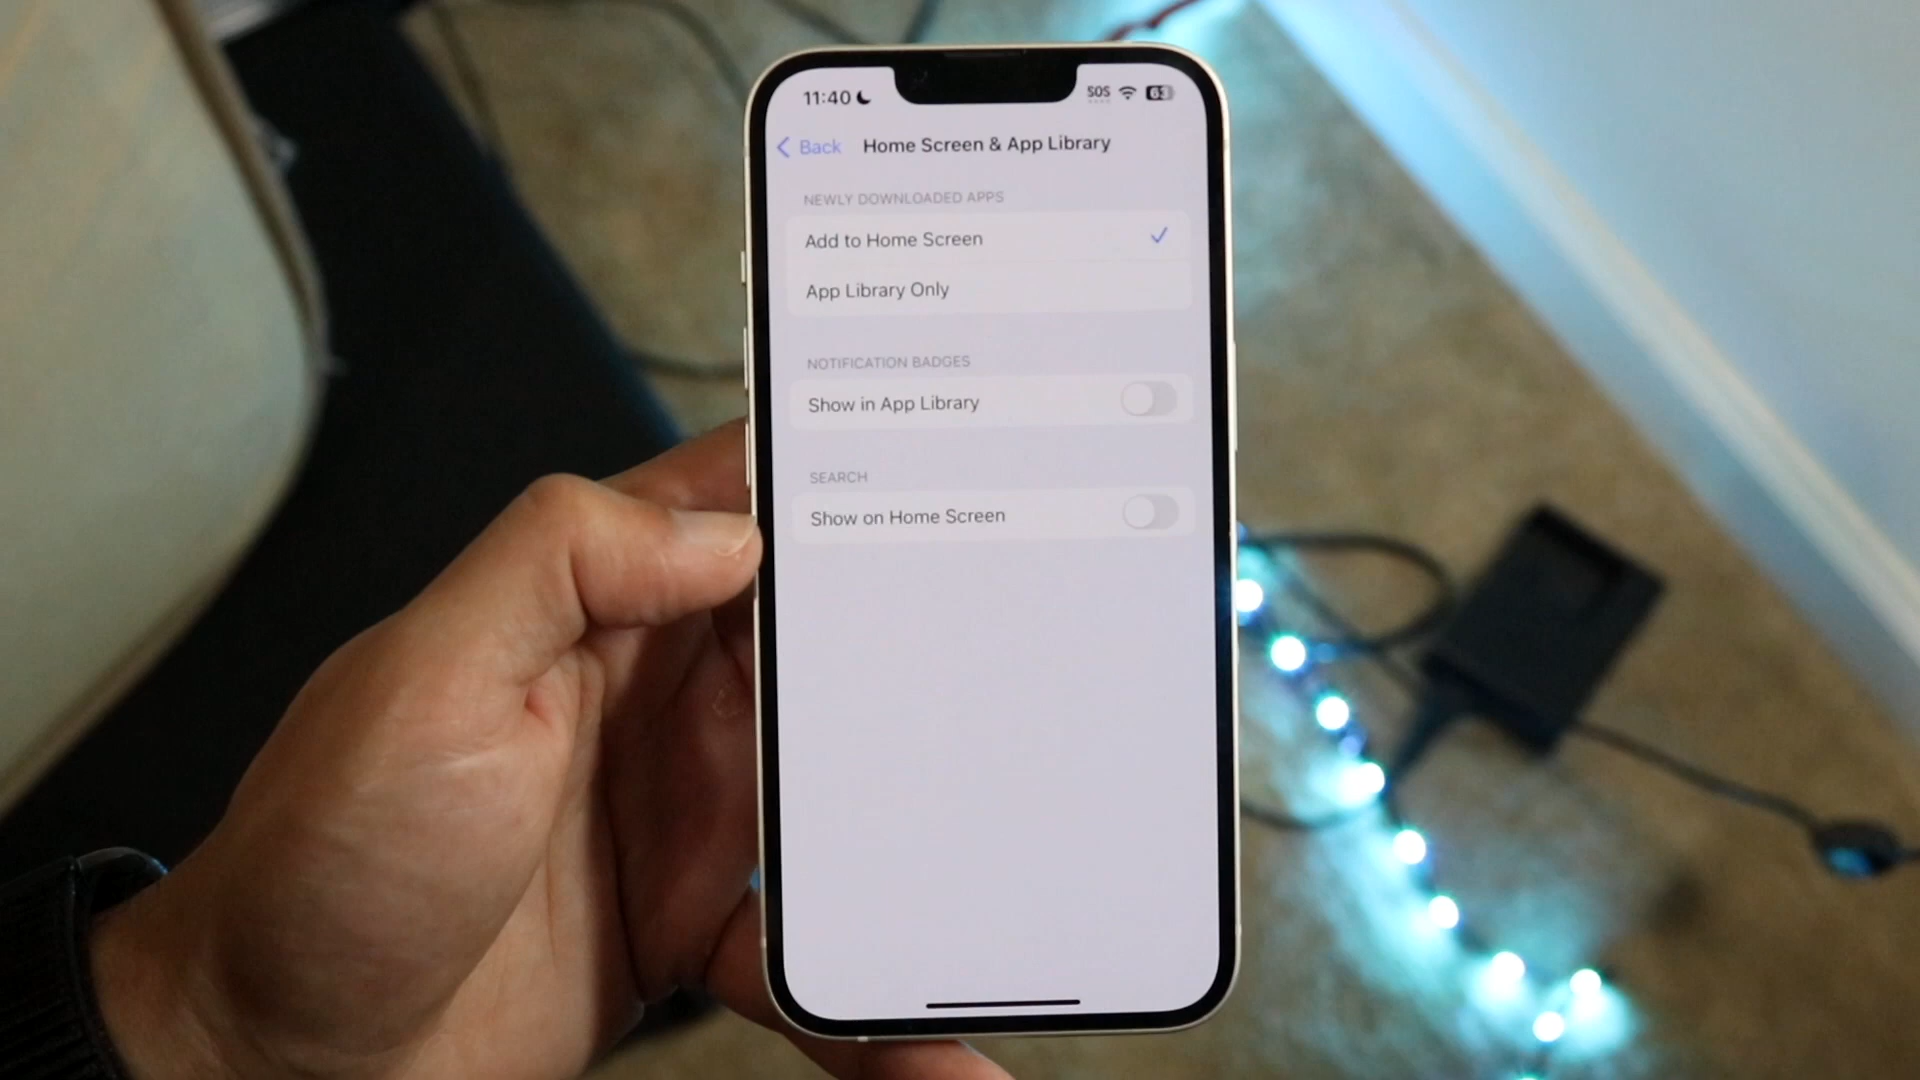 11:40
SOS
63
Back
Home Screen & App Library
NEWLY DOWNLOADED APPS
Add to Home Screen
App Library Only
NOTIFICATION BADGES
Show in App Library
SEARCH
Show on Home Screen